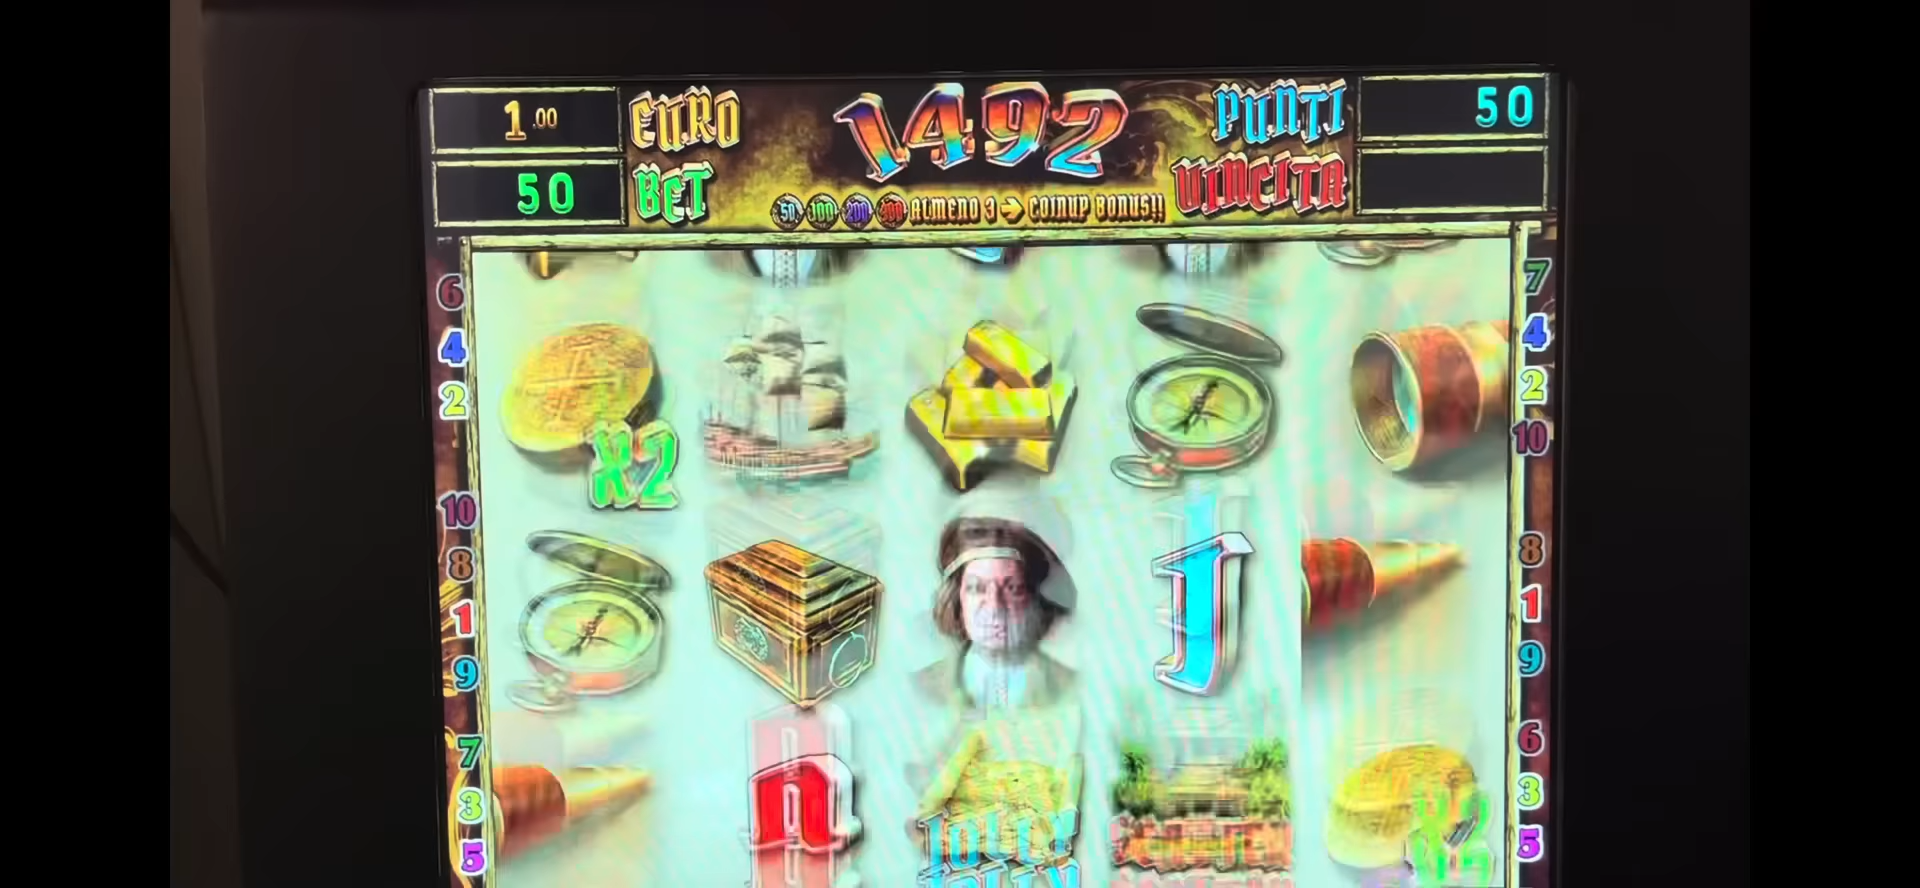 1.00 EURO 1492 PUNTI 50
50 BET VINCITA
50 100 200 ALMENO 3 → COINUP BONUS!!
6 7
4 4
2 2
10
X2
10
8 8
1 J 1
9 9
7 6
3 3
JOLLY
5 5